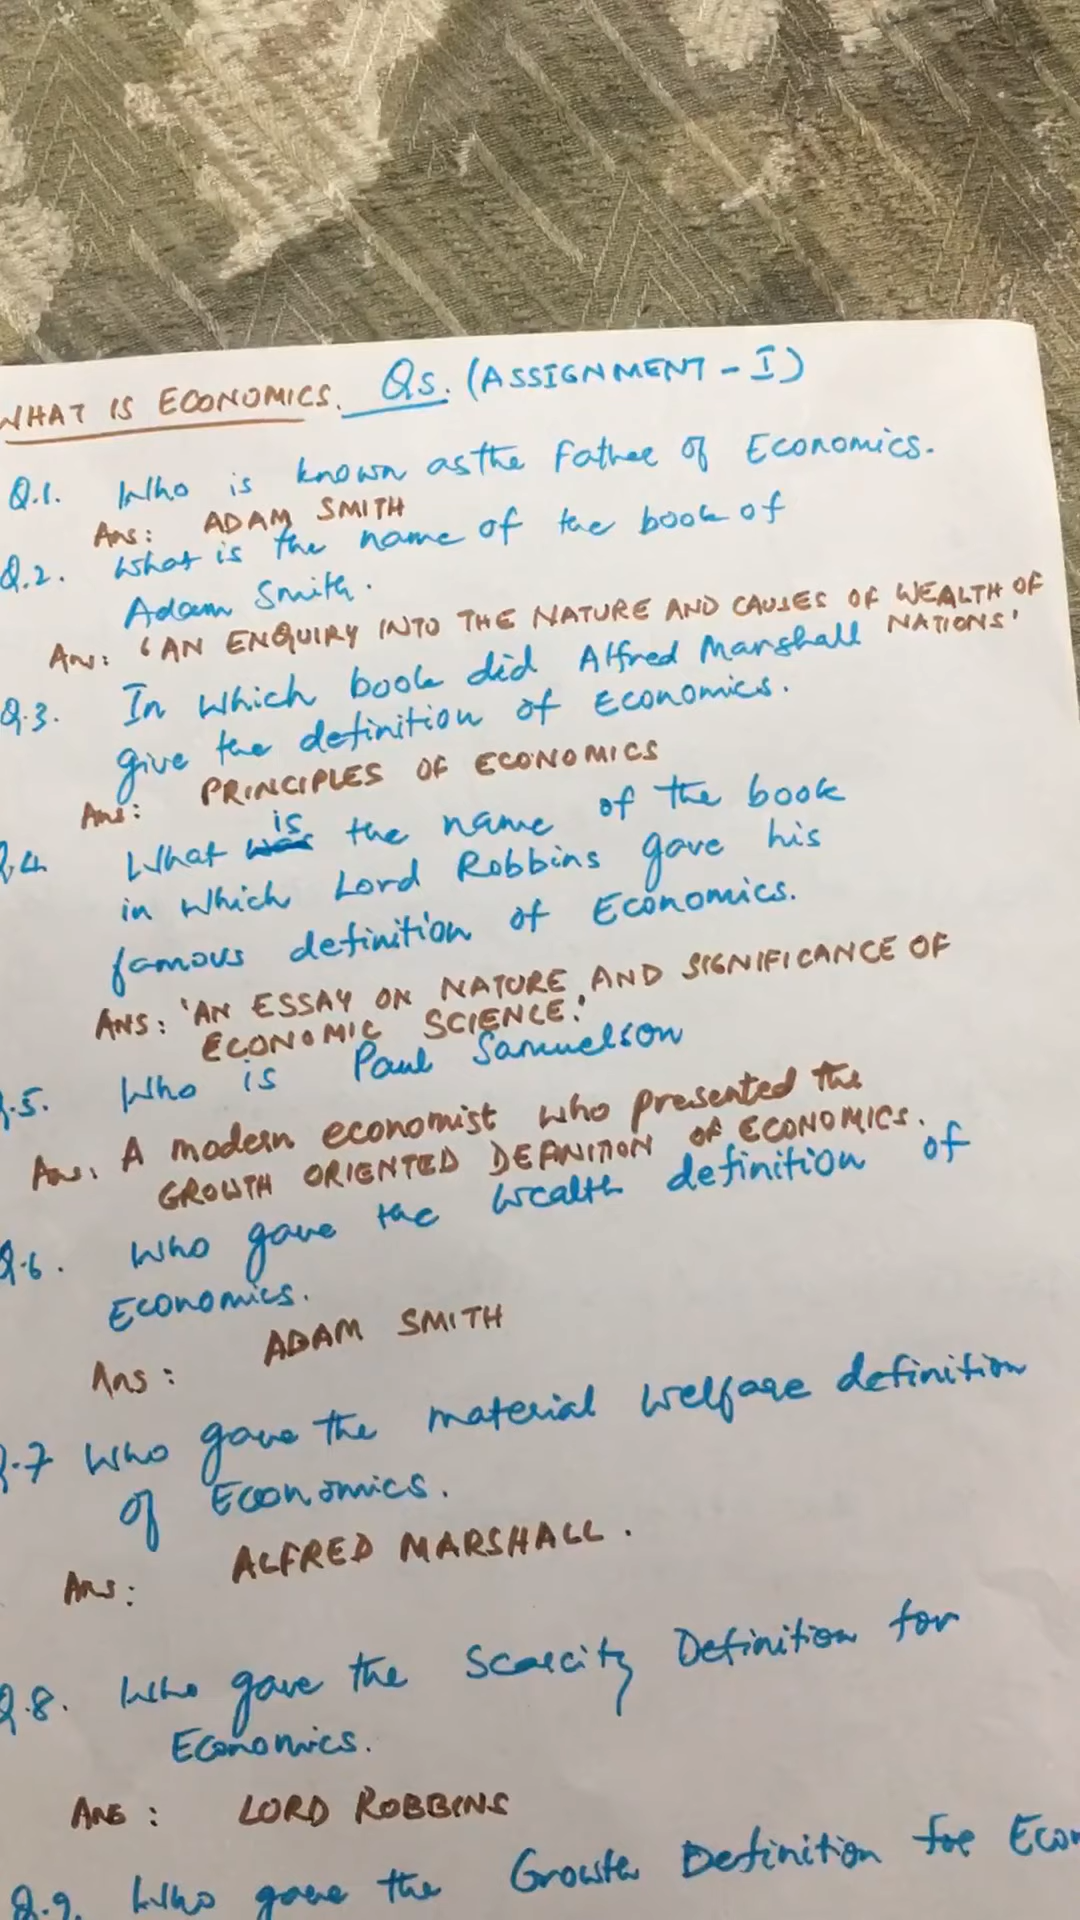 WHAT IS ECONOMICS. Qs. (ASSIGNMENT - I)
Q.1. Who is known as the Father of Economics.
Ans: ADAM SMITH
Q.2. What is the name of the book of
Adam Smith.
Ans: 'AN ENQUIRY INTO THE NATURE AND CAUSES OF WEALTH OF
NATIONS'
Q.3. In which book did Alfred Marshall
give the definition of Economics.
Ans: PRINCIPLES OF ECONOMICS
Q.4. What is the name of the book
in which Lord Robbins gave his
famous definition of Economics.
ANS: 'AN ESSAY ON NATURE AND SIGNIFICANCE OF
ECONOMIC SCIENCE.'
Q.5. Who is Paul Samuelson
Ans. A modern economist who presented the
GROWTH ORIENTED DEFINITION OF ECONOMICS.
Q.6. Who gave the wealth definition of
Economics.
Ans: ADAM SMITH
Q.7 Who gave the material welfare definition
of Economics.
Ans: ALFRED MARSHALL.
Q.8. Who gave the Scarcity Definition for
Economics.
Ans: LORD ROBBINS
Q.9. Who gave the Growth Definition for Econ